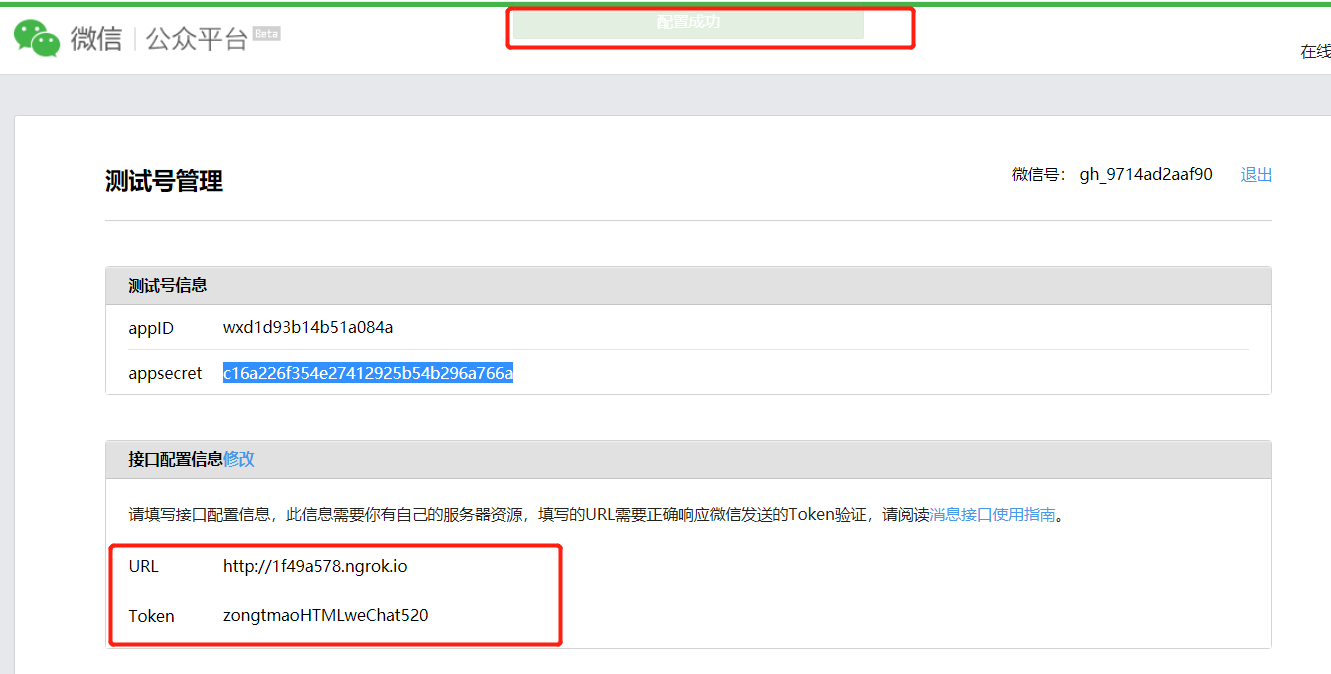 配置成功
微信 公众平台 Beta
在线
测试号管理
微信号： gh_9714ad2aaf90 退出
测试号信息
appID wxd1d93b14b51a084a
appsecret c16a226f354e27412925b54b296a766a
接口配置信息修改
请填写接口配置信息，此信息需要你有自己的服务器资源，填写的URL需要正确响应微信发送的Token验证，请阅读消息接口使用指南。
URL http://1f49a578.ngrok.io
Token zongtmaoHTMLweChat520